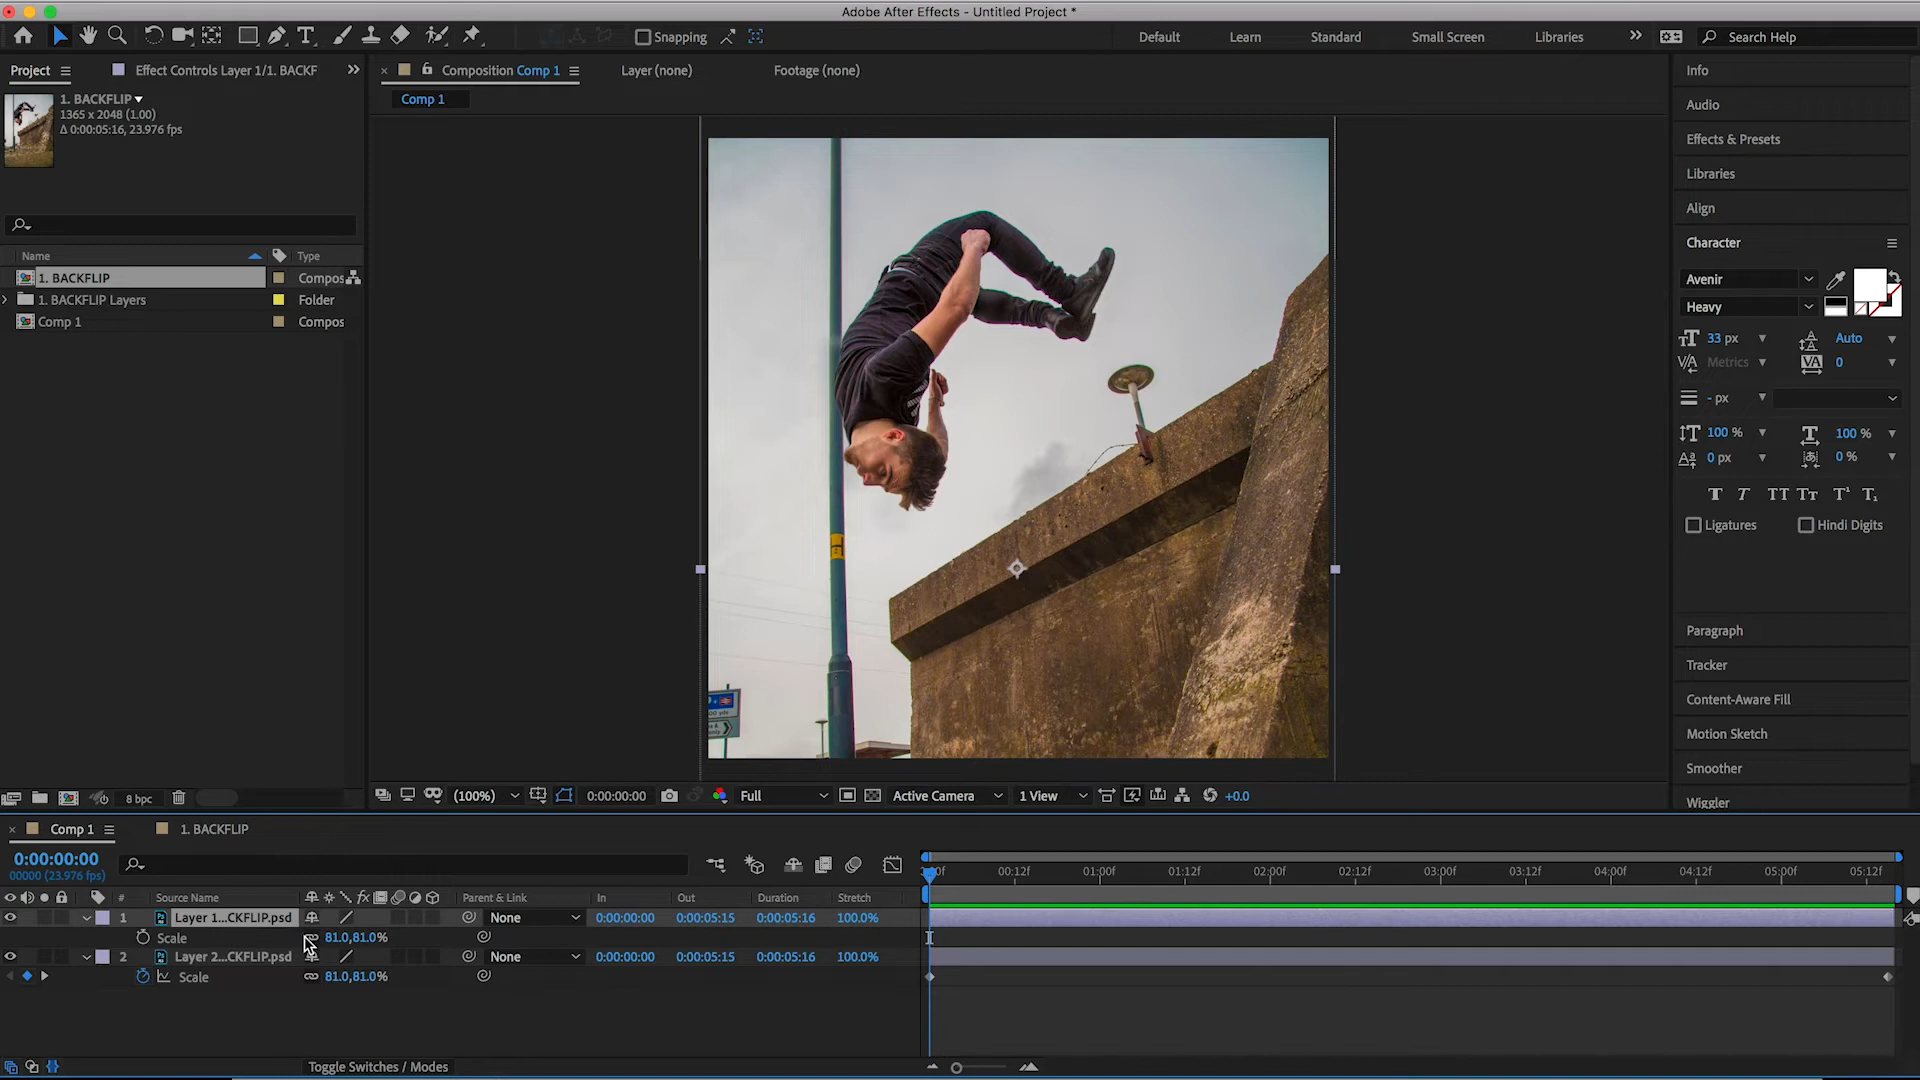 Adobe After Effects - Untitled Project *
Snapping
Default Learn Standard Small Screen Libraries Search Help
Project Effect Controls Layer 1/1. BACKF
Composition Comp 1 Layer (none) Footage (none)
Comp 1
1. BACKFLIP
1365 x 2048 (1.00)
Δ 0:00:05:16, 23.976 fps
Name Type
1. BACKFLIP Compos
1. BACKFLIP Layers Folder
Comp 1 Compos
8 bpc
(100%) 0:00:00:00 Full Active Camera 1 View +0.0
Info
Audio
Effects & Presets
Libraries
Align
Character
Avenir
Heavy
33 px Auto
Metrics 0
- px
100 % 100 %
0 px 0 %
T T TT Tt T¹ T₁
Ligatures Hindi Digits
Paragraph
Tracker
Content-Aware Fill
Motion Sketch
Smoother
Wiggler
Comp 1 1. BACKFLIP
0:00:00:00
00000 (23.976 fps)
00:12f 01:00f 01:12f 02:00f 02:12f 03:00f 03:12f 04:00f 04:12f 05:00f 05:12f
# Source Name fx Parent & Link In Out Duration Stretch
1 Layer 1...CKFLIP.psd None 0:00:00:00 0:00:05:15 0:00:05:16 100.0%
Scale 81.0,81.0%
2 Layer 2...CKFLIP.psd None 0:00:00:00 0:00:05:15 0:00:05:16 100.0%
Scale 81.0,81.0%
Toggle Switches / Modes